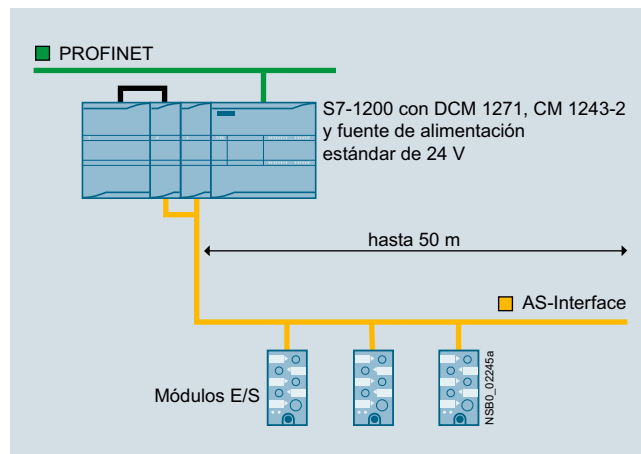 PROFINET
S7-1200 con DCM 1271, CM 1243-2
y fuente de alimentación
estándar de 24 V
hasta 50 m
AS-Interface
Módulos E/S
NSB0_02245a